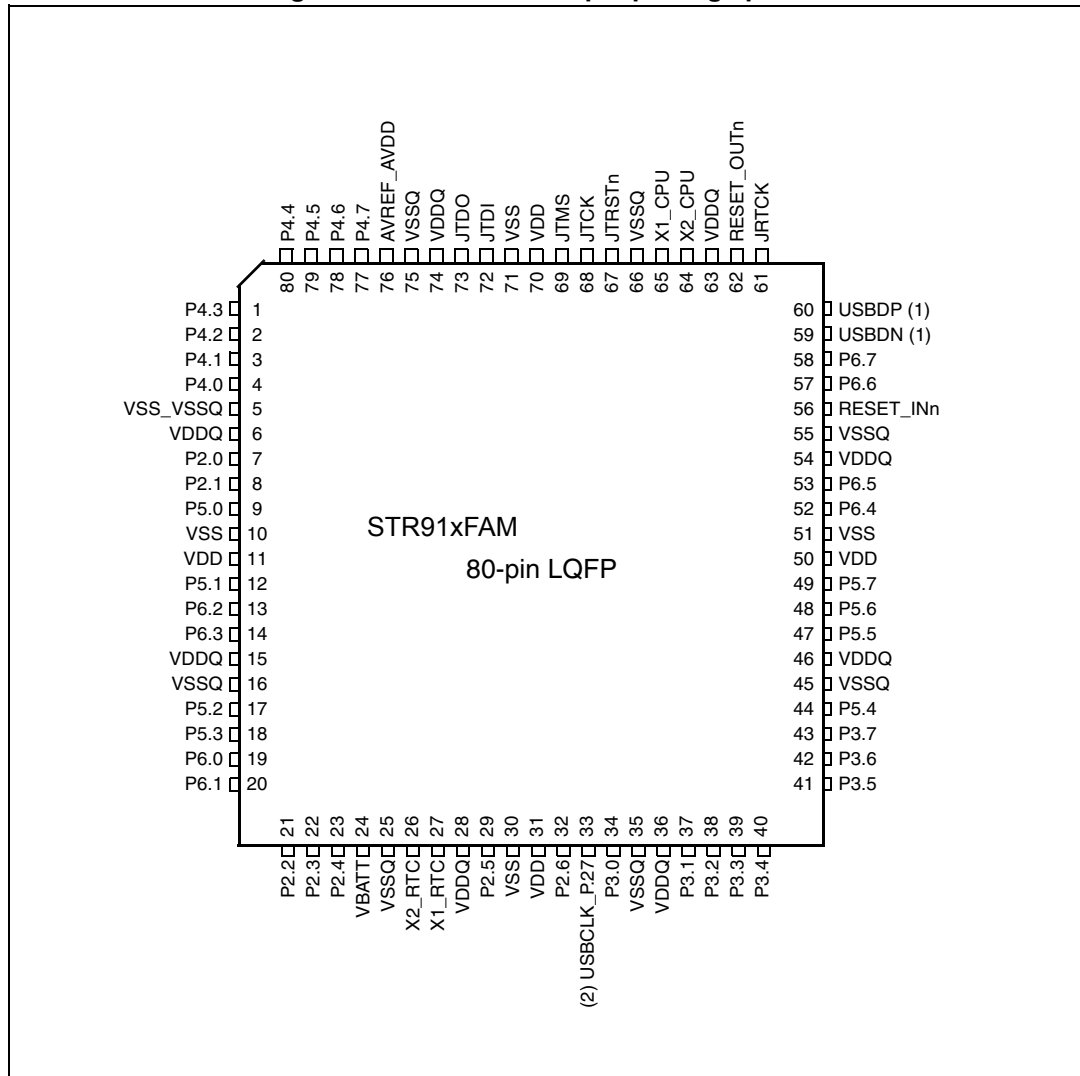 80 P4.4
79 P4.5
78 P4.6
77 P4.7
76 AVREF_AVDD
75 VSSQ
74 VDDQ
73 JTDO
72 JTDI
71 VSS
70 VDD
69 JTMS
68 JTCK
67 JTRSTn
66 VSSQ
65 X1_CPU
64 X2_CPU
63 VDDQ
62 RESET_OUTn
61 JRTCK
P4.3 1
P4.2 2
P4.1 3
P4.0 4
VSS_VSSQ 5
VDDQ 6
P2.0 7
P2.1 8
P5.0 9
VSS 10
VDD 11
P5.1 12
P6.2 13
P6.3 14
VDDQ 15
VSSQ 16
P5.2 17
P5.3 18
P6.0 19
P6.1 20
STR91xFAM
80-pin LQFP
60 USBDP (1)
59 USBDN (1)
58 P6.7
57 P6.6
56 RESET_INn
55 VSSQ
54 VDDQ
53 P6.5
52 P6.4
51 VSS
50 VDD
49 P5.7
48 P5.6
47 P5.5
46 VDDQ
45 VSSQ
44 P5.4
43 P3.7
42 P3.6
41 P3.5
P2.2 21
P2.3 22
P2.4 23
VBATT 24
VSSQ 25
X2_RTC 26
X1_RTC 27
VDDQ 28
P2.5 29
VSS 30
VDD 31
P2.6 32
(2) USBCLK_P.27 33
P3.0 34
VSSQ 35
VDDQ 36
P3.1 37
P3.2 38
P3.3 39
P3.4 40